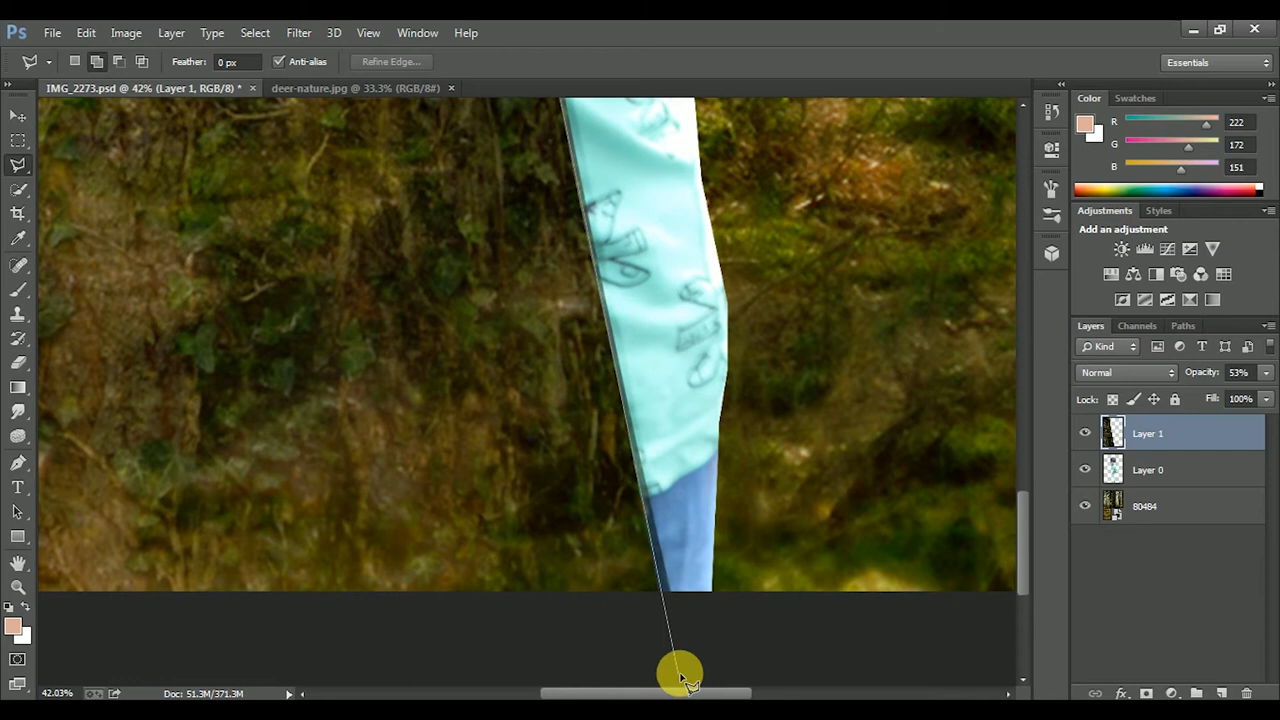 Ps File Edit Image Layer Type Select Filter 3D View Window Help
Feather: 0 px Anti-alias Refine Edge... Essentials
IMG_2273.psd @ 42% (Layer 1, RGB/8) * × deer-nature.jpg @ 33.3% (RGB/8#) ×
Color Swatches
R 222
G 172
B 151
Adjustments Styles
Add an adjustment
Layers Channels Paths
Kind
Normal Opacity: 53%
Lock: Fill: 100%
Layer 1
Layer 0
80484
42.03% Doc: 51.3M/371.3M